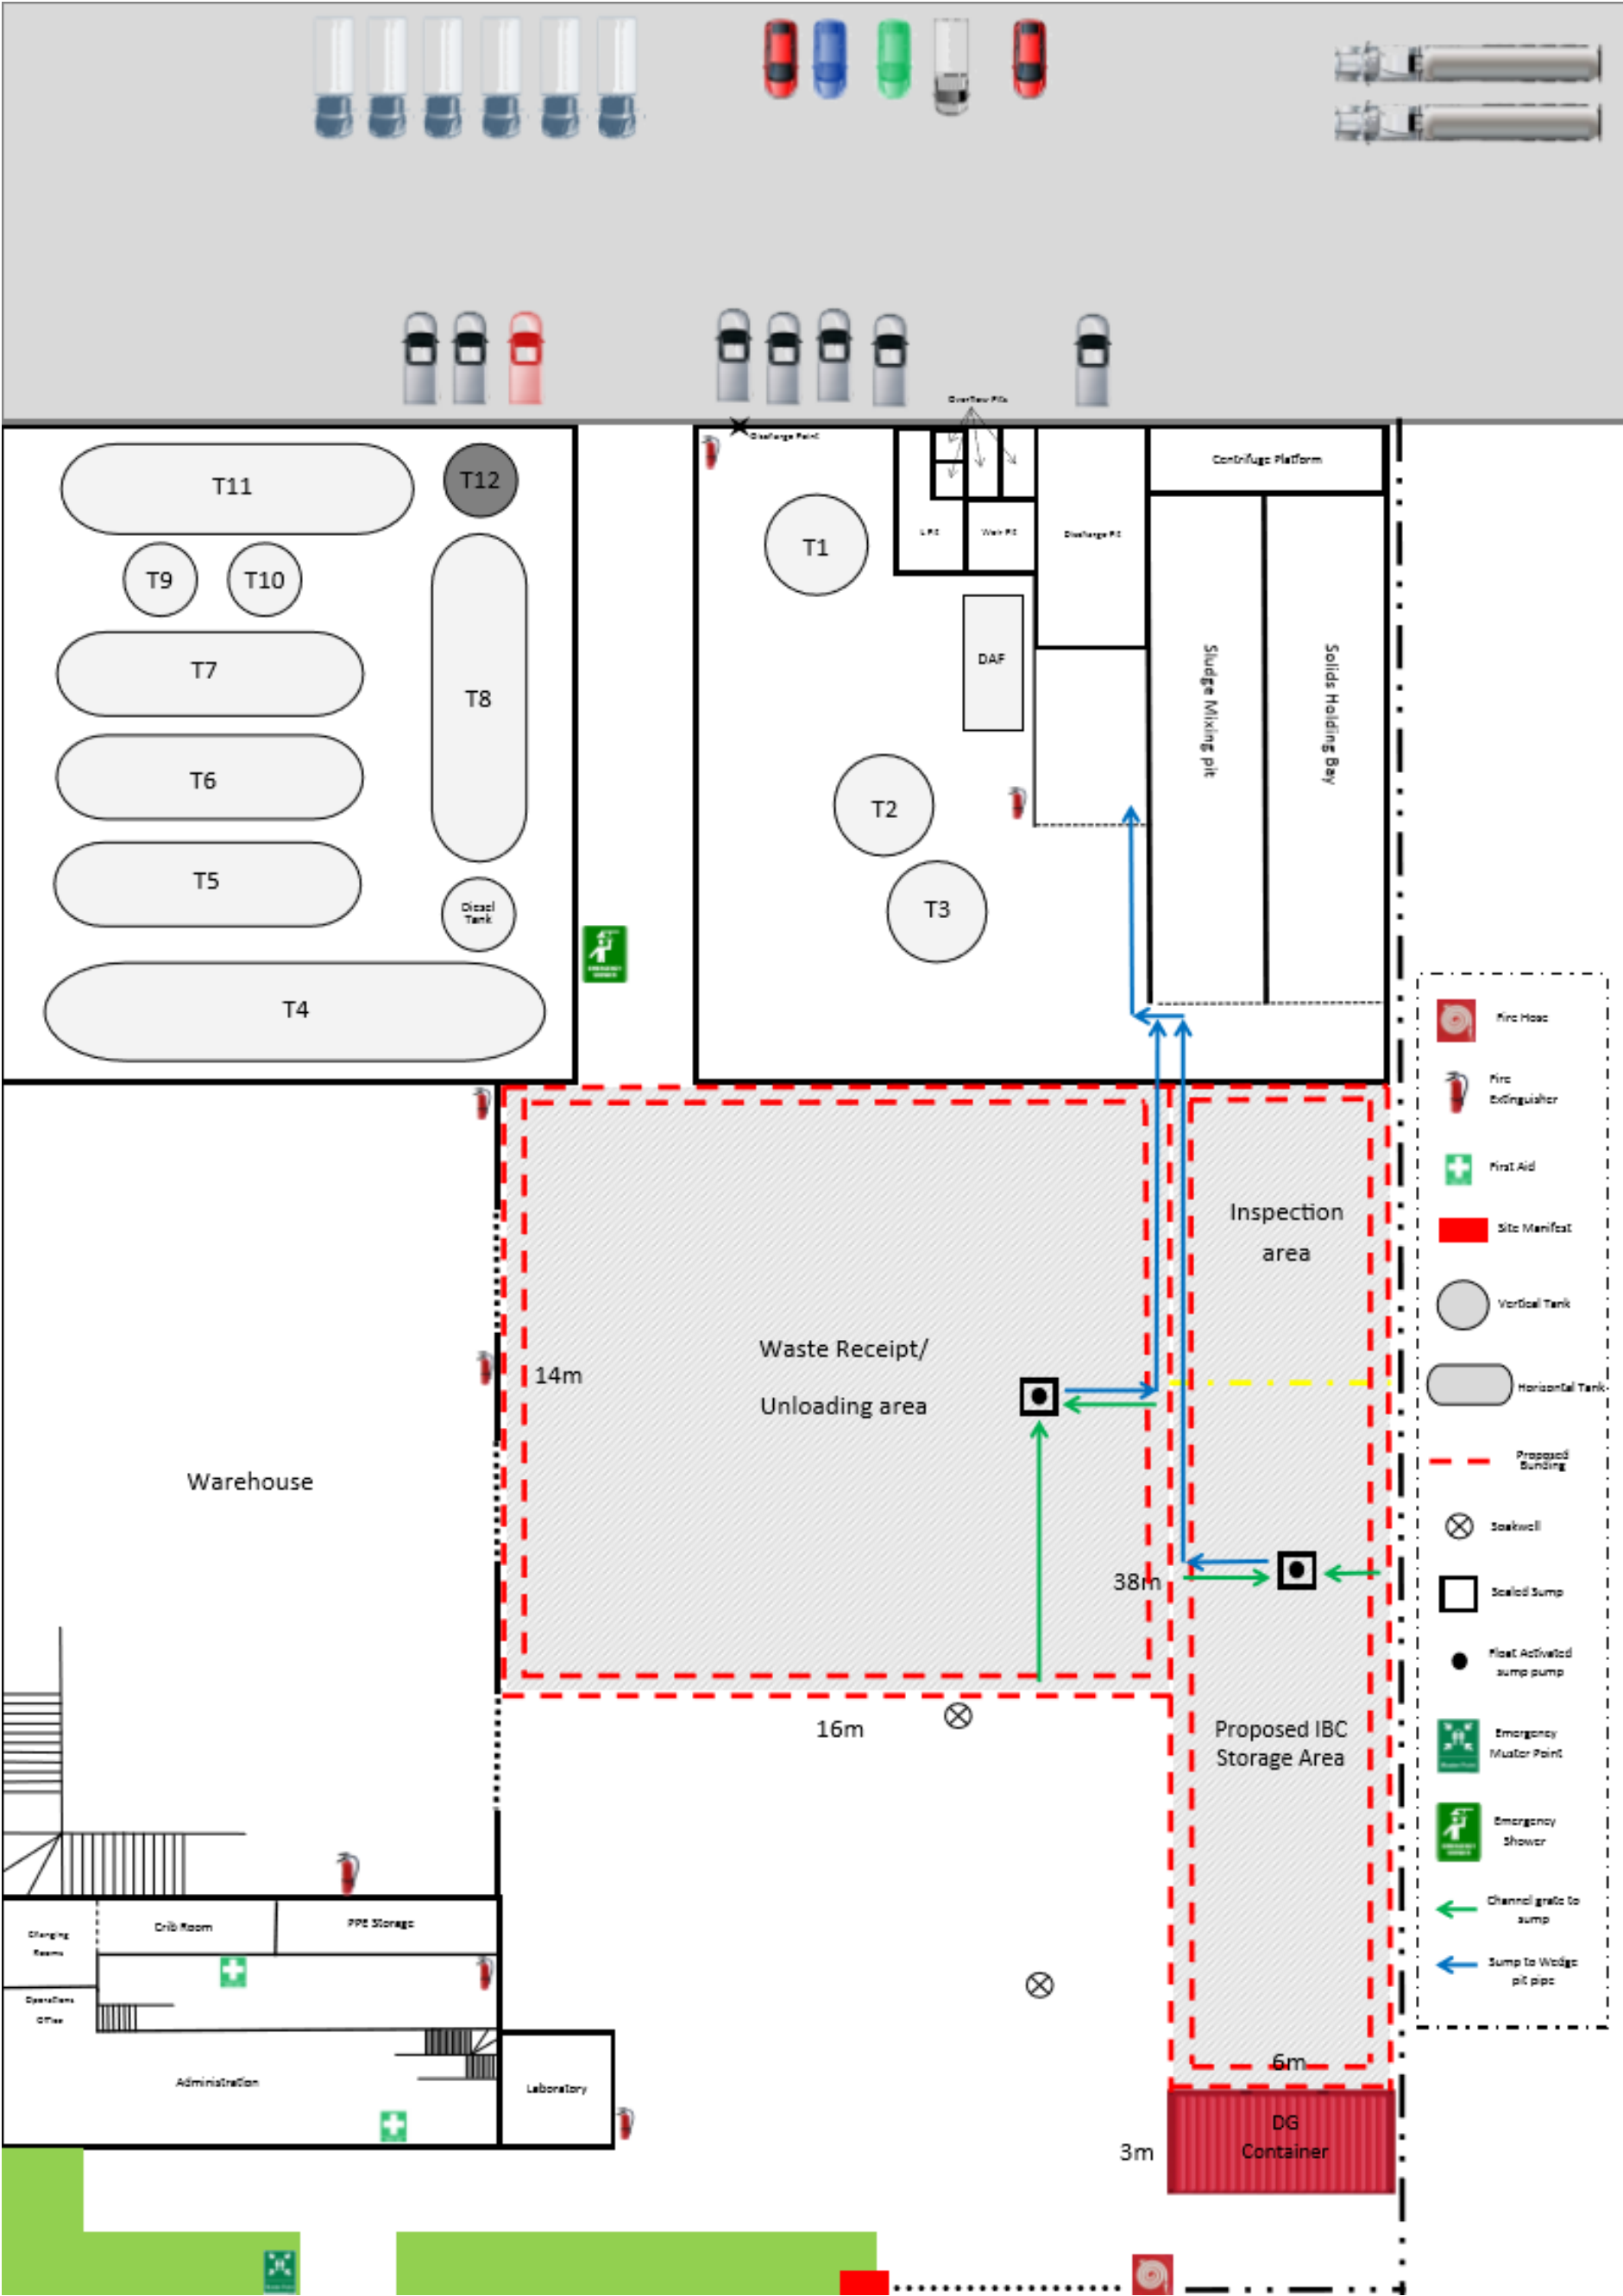 Overflow Pits
Discharge Point
T11
T12
T9
T10
T7
T8
T6
T5
Diesel
Tank
T4
T1
L Pit
Weir Pit
Discharge Pit
Centrifuge Platform
DAF
T2
T3
Sludge Mixing pit
Solids Holding Bay
EMERGENCY
SHOWER
Inspection
area
Waste Receipt/
Unloading area
14m
Warehouse
38m
16m
Proposed IBC
Storage Area
6m
DG
Container
3m
Changing
Rooms
Crib Room
PPE Storage
Operations
Office
Administration
Laboratory
Fire Hose
Fire
Extinguisher
First Aid
Site Manifest
Vertical Tank
Horizontal Tank
Proposed
Bunding
Soakwell
Sealed Sump
Float Activated
sump pump
Emergency
Muster Point
Emergency
Shower
Channel grate to
sump
Sump to Wedge
pit pipe